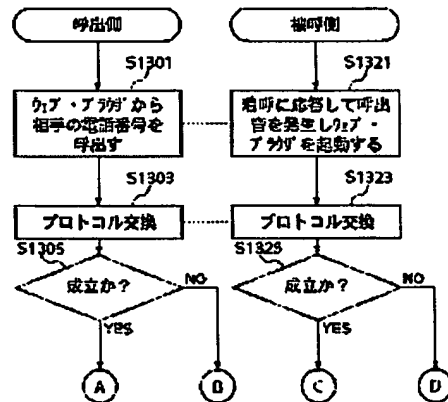 呼出側
S1301
ウェブ・ブラウザから
相手の電話番号を
呼出す
S1303
プロトコル交換
S1305
成立か?
NO
YES
A
B
被呼側
S1321
着呼に応答して呼出
音を発生しウェブ・
ブラウザを起動する
S1323
プロトコル交換
S1325
成立か?
NO
YES
C
D